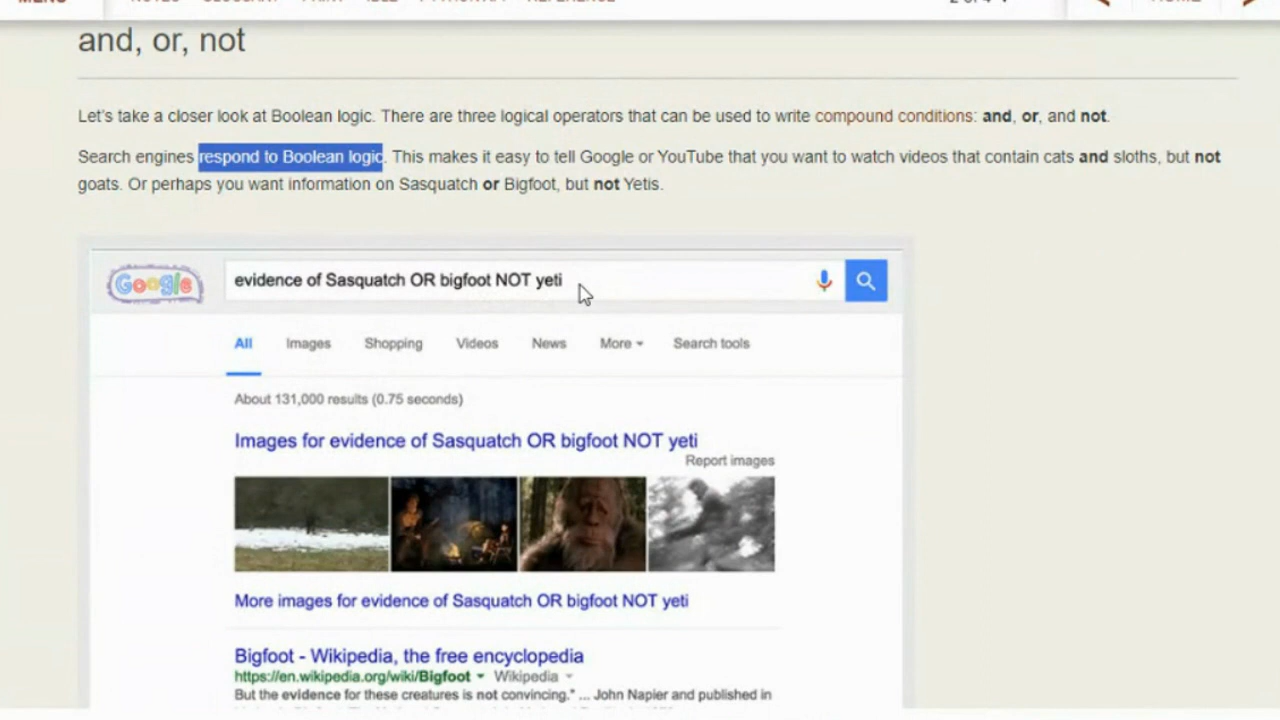 and, or, not
Let's take a closer look at Boolean logic. There are three logical operators that can be used to write compound conditions: and, or, and not.
Search engines respond to Boolean logic. This makes it easy to tell Google or YouTube that you want to watch videos that contain cats and sloths, but not
goats. Or perhaps you want information on Sasquatch or Bigfoot, but not Yetis.
Google
evidence of Sasquatch OR bigfoot NOT yeti
All Images Shopping Videos News More Search tools
About 131,000 results (0.75 seconds)
Images for evidence of Sasquatch OR bigfoot NOT yeti
Report images
More images for evidence of Sasquatch OR bigfoot NOT yeti
Bigfoot - Wikipedia, the free encyclopedia
https://en.wikipedia.org/wiki/Bigfoot Wikipedia
But the evidence for these creatures is not convincing." ... John Napier and published in